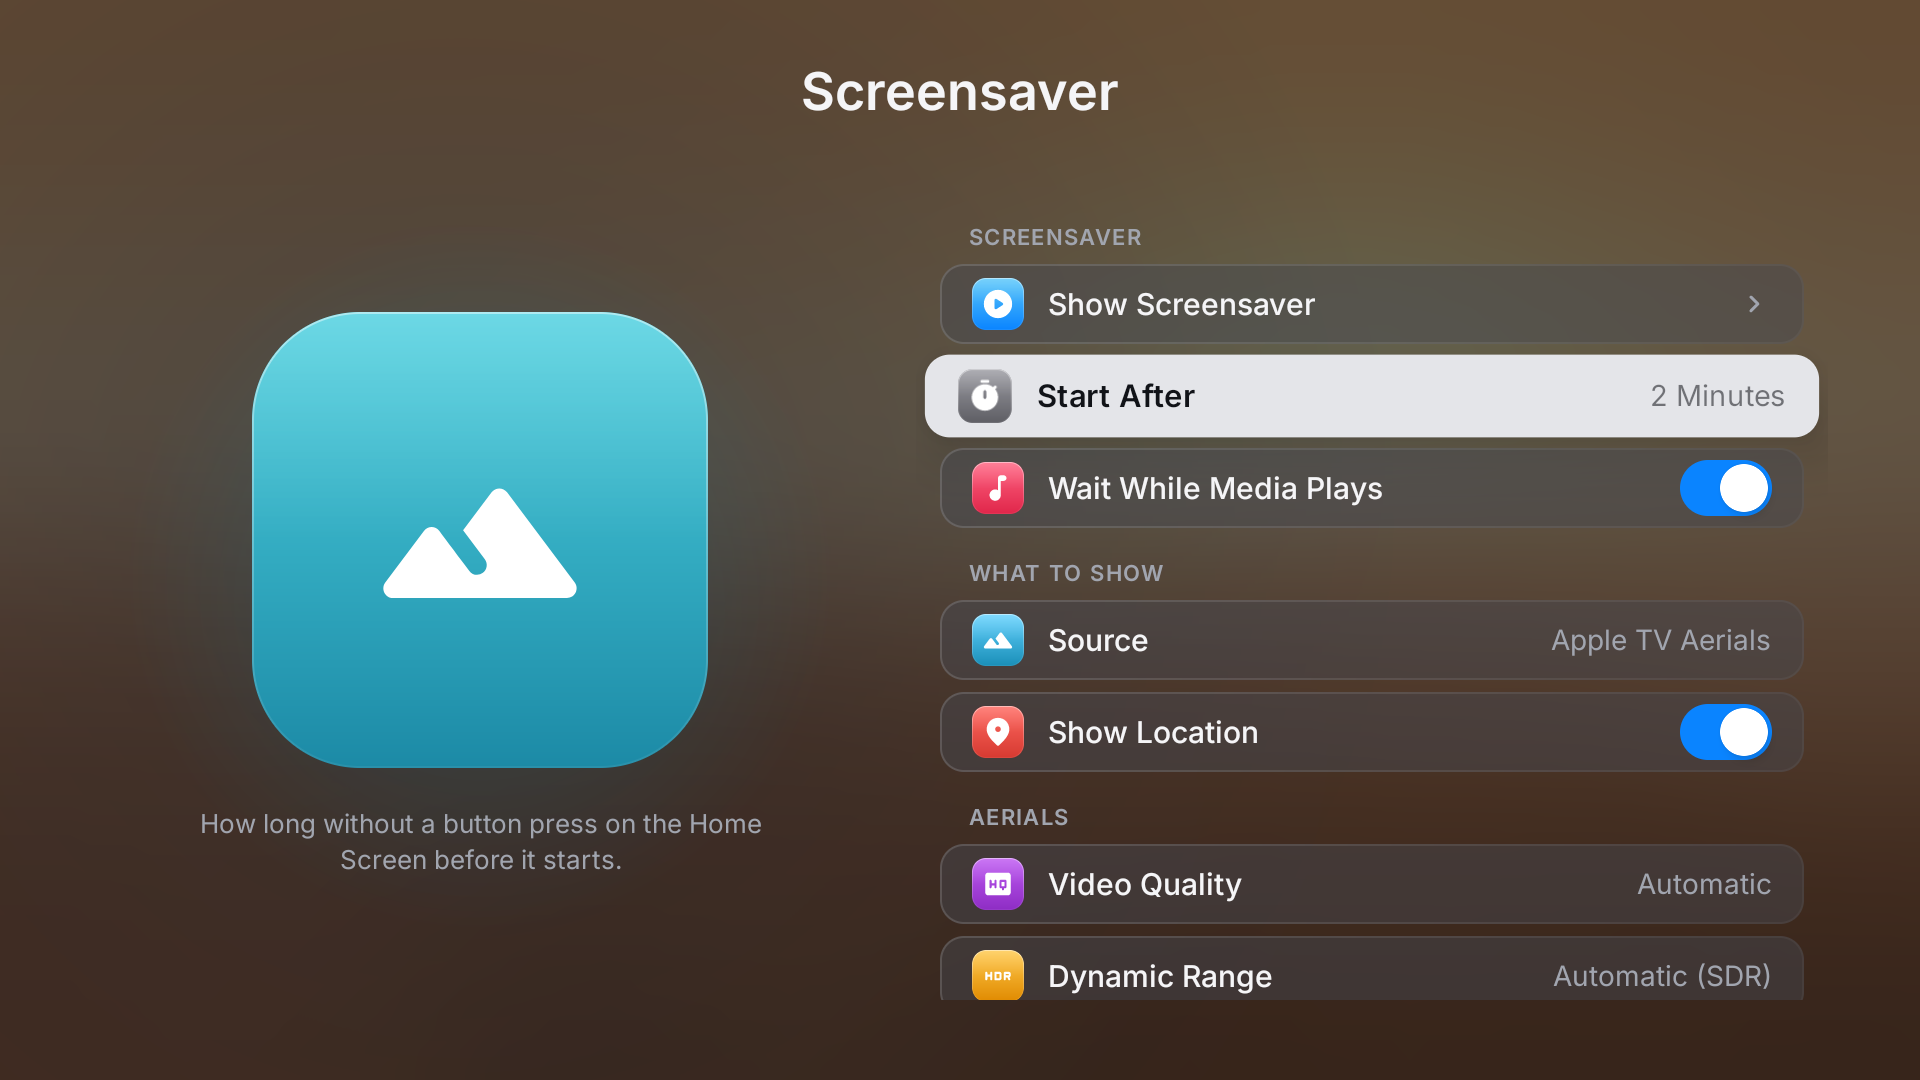 Screensaver
SCREENSAVER
Show Screensaver
Start After
2 Minutes
Wait While Media Plays
WHAT TO SHOW
Source
Apple TV Aerials
Show Location
AERIALS
Video Quality
HQ
Automatic
Dynamic Range
HDR
Automatic (SDR)
How long without a button press on the Home
Screen before it starts.